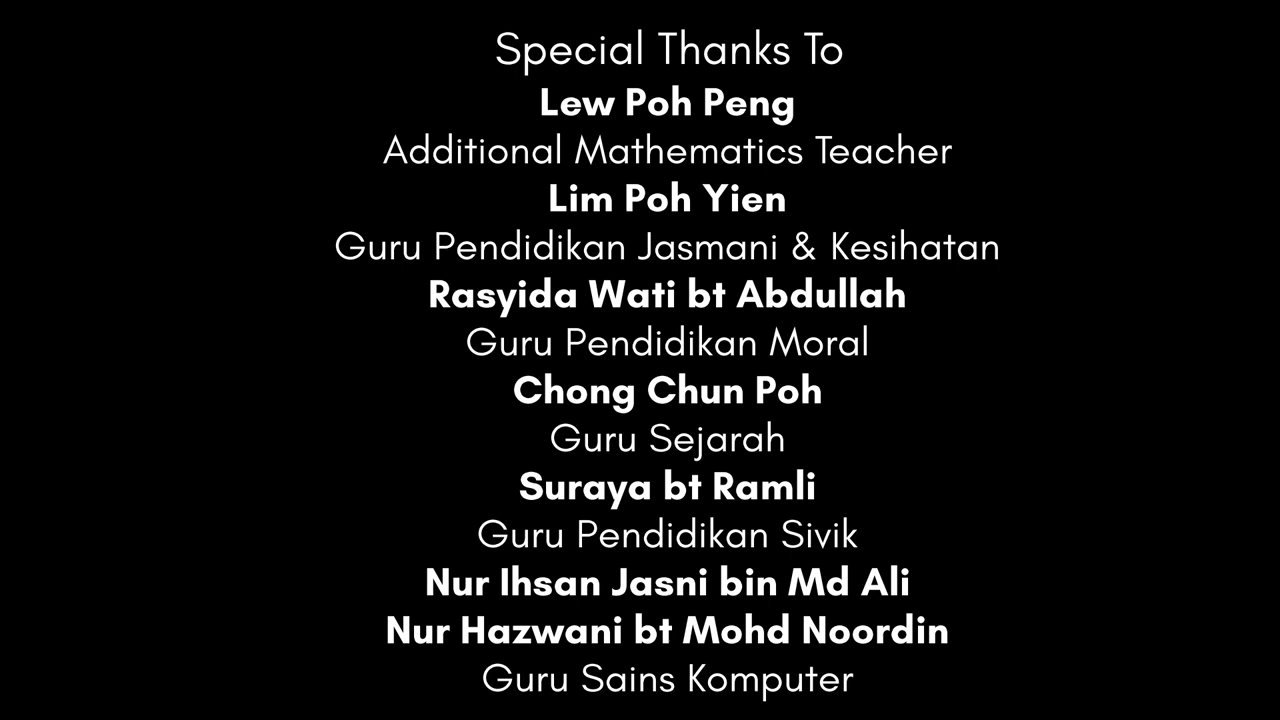 Special Thanks To
Lew Poh Peng
Additional Mathematics Teacher
Lim Poh Yien
Guru Pendidikan Jasmani & Kesihatan
Rasyida Wati bt Abdullah
Guru Pendidikan Moral
Chong Chun Poh
Guru Sejarah
Suraya bt Ramli
Guru Pendidikan Sivik
Nur Ihsan Jasni bin Md Ali
Nur Hazwani bt Mohd Noordin
Guru Sains Komputer